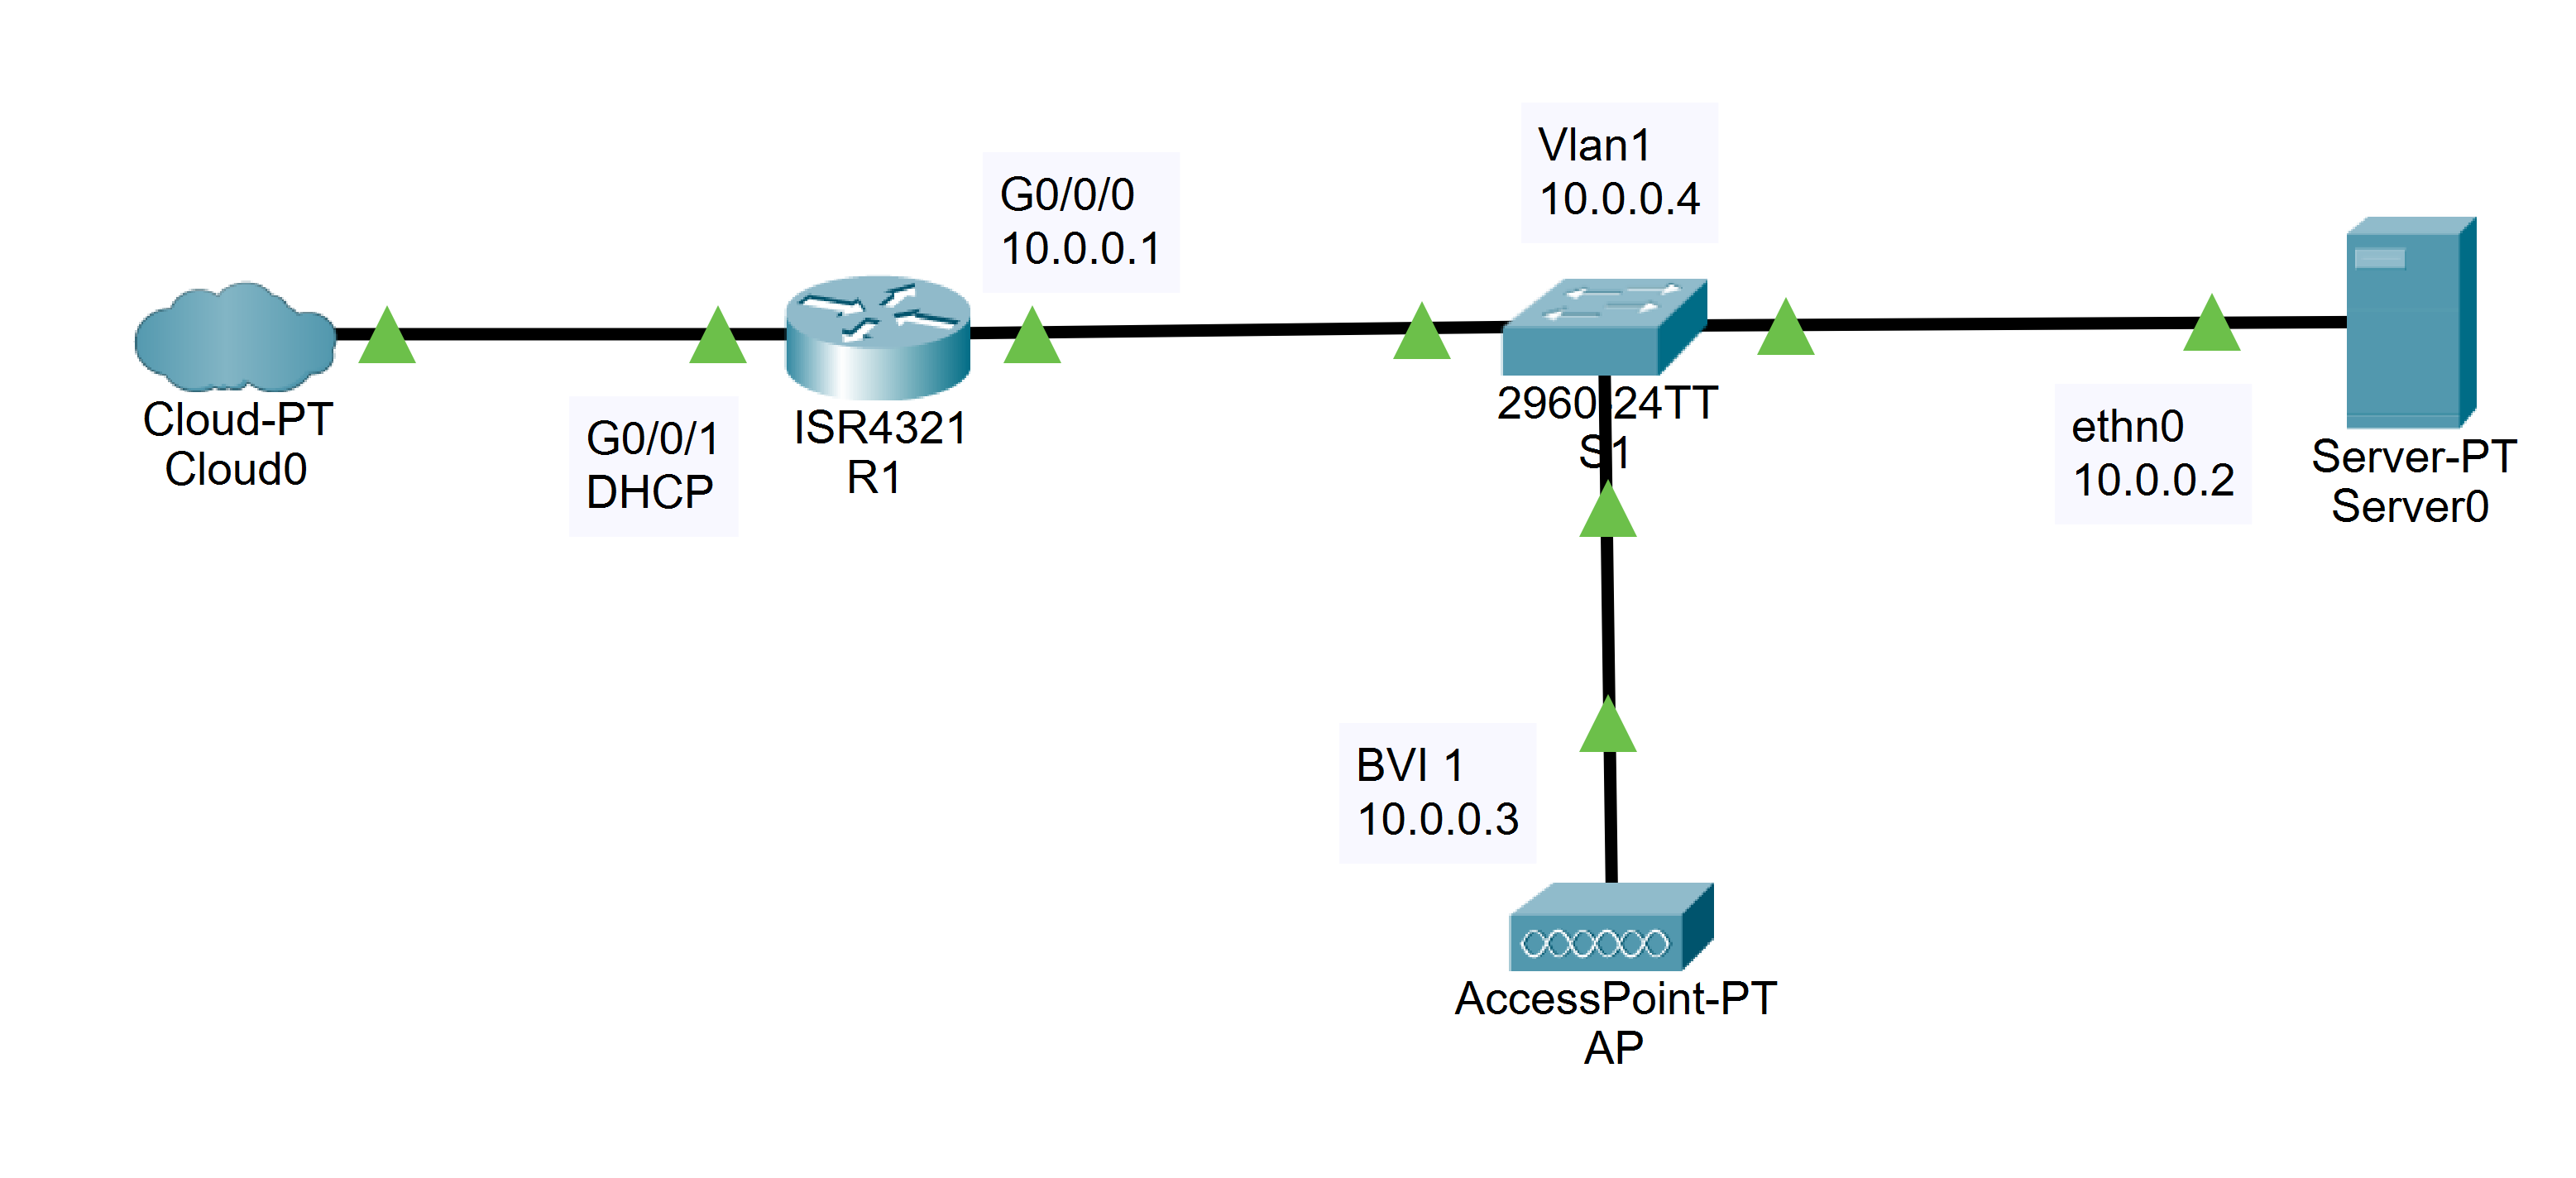 Vlan1
10.0.0.4
G0/0/0
10.0.0.1
Cloud-PT
Cloud0
G0/0/1
DHCP
ISR4321
R1
2960-24TT
S1
ethn0
10.0.0.2
Server-PT
Server0
BVI 1
10.0.0.3
AccessPoint-PT
AP